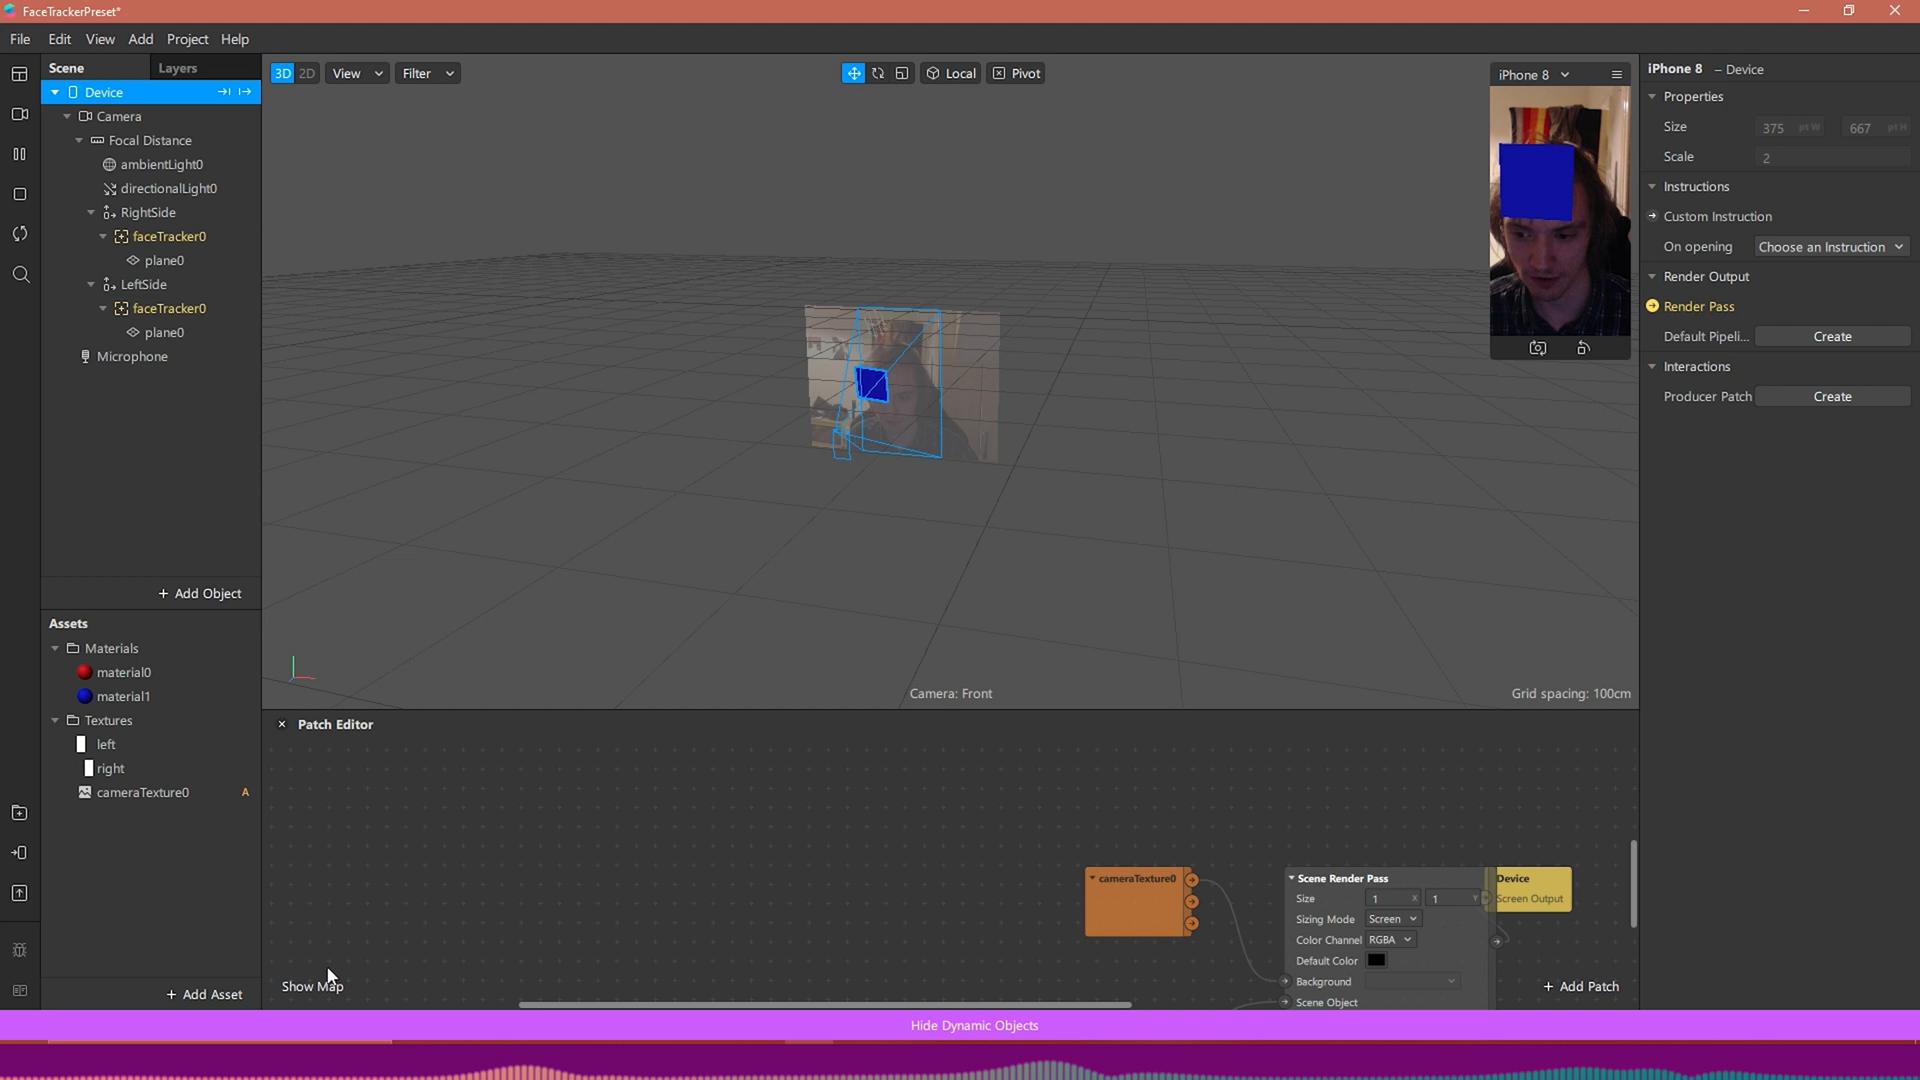 FaceTrackerPreset*
File Edit View Add Project Help
Scene Layers
Device
Camera
Focal Distance
ambientLight0
directionalLight0
RightSide
faceTracker0
plane0
LeftSide
faceTracker0
plane0
Microphone
+ Add Object
Assets
Materials
material0
material1
Textures
left
right
cameraTexture0 A
+ Add Asset
3D 2D View Filter
Local Pivot
iPhone 8
Camera: Front
Grid spacing: 100cm
Patch Editor
cameraTexture0
Scene Render Pass
Size 1 X 1 Y
Sizing Mode Screen
Color Channel RGBA
Default Color
Background
Scene Object
Device
Screen Output
Show Map
+ Add Patch
iPhone 8 – Device
Properties
Size 375 pt W 667 pt H
Scale 2
Instructions
Custom Instruction
On opening Choose an Instruction
Render Output
Render Pass
Default Pipeli... Create
Interactions
Producer Patch Create
Hide Dynamic Objects